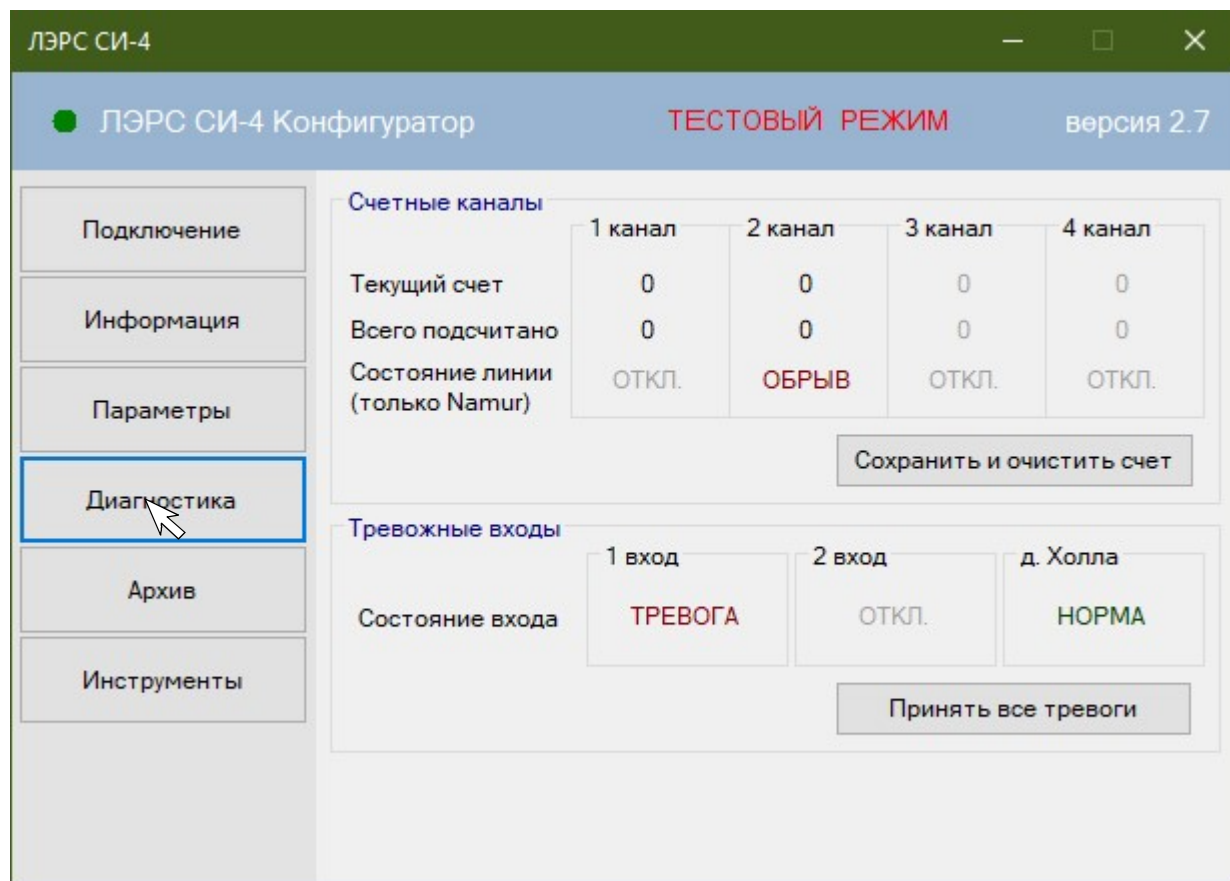 ЛЭРС СИ-4
ЛЭРС СИ-4 Конфигуратор ТЕСТОВЫЙ РЕЖИМ версия 2.7
Подключение
Информация
Параметры
Диагностика
Архив
Инструменты
Счетные каналы
1 канал 2 канал 3 канал 4 канал
Текущий счет 0 0 0 0
Всего подсчитано 0 0 0 0
Состояние линии
(только Namur) ОТКЛ. ОБРЫВ ОТКЛ. ОТКЛ.
Сохранить и очистить счет
Тревожные входы
1 вход 2 вход д. Холла
Состояние входа ТРЕВОГА ОТКЛ. НОРМА
Принять все тревоги